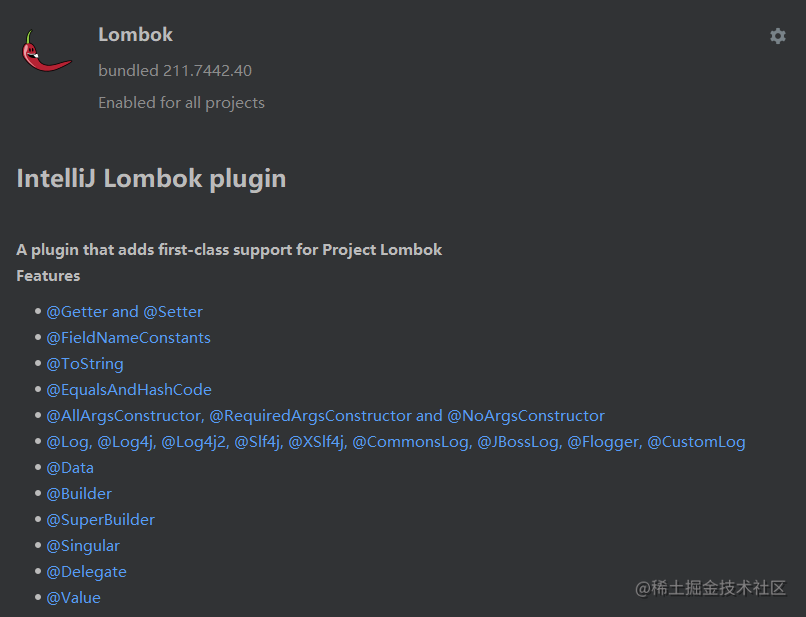 Lombok
bundled 211.7442.40
Enabled for all projects
IntelliJ Lombok plugin
A plugin that adds first-class support for Project Lombok
Features
• @Getter and @Setter
• @FieldNameConstants
• @ToString
• @EqualsAndHashCode
• @AllArgsConstructor, @RequiredArgsConstructor and @NoArgsConstructor
• @Log, @Log4j, @Log4j2, @Slf4j, @XSlf4j, @CommonsLog, @JBossLog, @Flogger, @CustomLog
• @Data
• @Builder
• @SuperBuilder
• @Singular
• @Delegate
• @Value
@稀土掘金技术社区